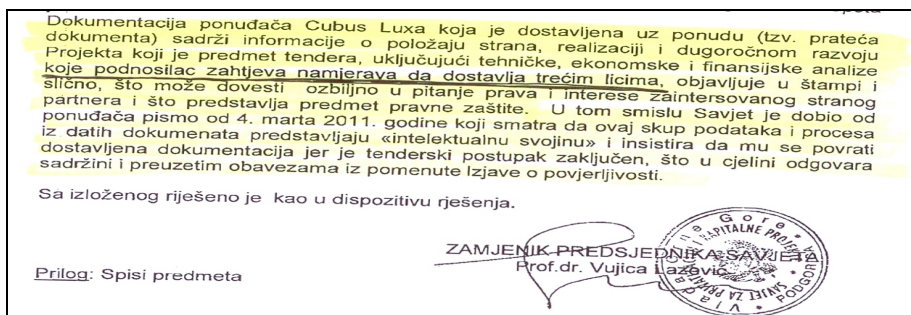 Dokumentacija ponuđača Cubus Luxa koja je dostavljena uz ponudu (tzv. prateća
dokumenta) sadrži informacije o položaju strana, realizaciji i dugoročnom razvoju
Projekta koji je predmet tendera, uključujući tehničke, ekonomske i finansijske analize
koje podnosilac zahtjeva namjerava da dostavlja trećim licima, objavljuje u štampi i
slično, što može dovesti ozbiljno u pitanje prava i interese zaintersovanog stranog
partnera i što predstavlja predmet pravne zaštite. U tom smislu Savjet je dobio od
ponuđača pismo od 4. marta 2011. godine koji smatra da ovaj skup podataka i procesa
iz datih dokumenata predstavljaju «intelektualnu svojinu» i insistira da mu se povrati
dostavljena dokumentacija jer je tenderski postupak zaključen, što u cjelini odgovara
sadržini i preuzetim obavezama iz pomenute Izjave o povjerljivosti.
Sa izloženog riješeno je kao u dispozitivu rješenja.
ZAMJENIK PREDSJEDNIKA SAVJETA
Prof.dr. Vujica Lazović
Prilog: Spisi predmeta
Vlada Crne Gore
PODGORICA